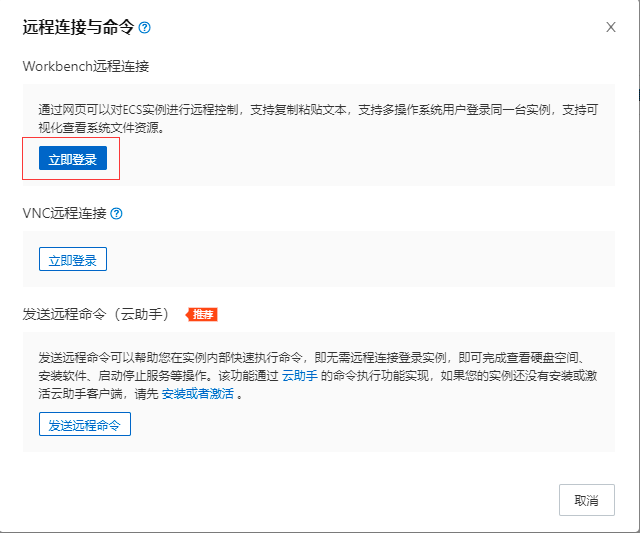 远程连接与命令
Workbench远程连接
通过网页可以对ECS实例进行远程控制，支持复制粘贴文本，支持多操作系统用户登录同一台实例，支持可
视化查看系统文件资源。
立即登录
VNC远程连接
立即登录
发送远程命令（云助手） 推荐
发送远程命令可以帮助您在实例内部快速执行命令，即无需远程连接登录实例，即可完成查看硬盘空间、
安装软件、启动停止服务等操作。该功能通过 云助手 的命令执行功能实现，如果您的实例还没有安装或激
活云助手客户端，请先 安装或者激活 。
发送远程命令
取消